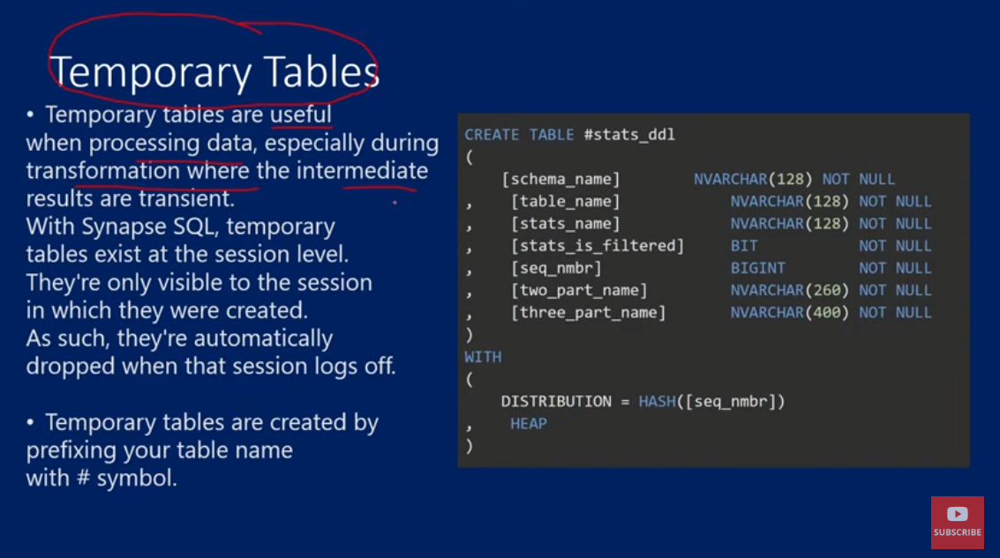 Temporary Tables
• Temporary tables are useful
when processing data, especially during
transformation where the intermediate
results are transient.
With Synapse SQL, temporary
tables exist at the session level.
They're only visible to the session
in which they were created.
As such, they're automatically
dropped when that session logs off.
• Temporary tables are created by
prefixing your table name
with # symbol.
CREATE TABLE #stats_ddl
(
[schema_name] NVARCHAR(128) NOT NULL
, [table_name] NVARCHAR(128) NOT NULL
, [stats_name] NVARCHAR(128) NOT NULL
, [stats_is_filtered] BIT NOT NULL
, [seq_nmbr] BIGINT NOT NULL
, [two_part_name] NVARCHAR(260) NOT NULL
, [three_part_name] NVARCHAR(400) NOT NULL
)
WITH
(
DISTRIBUTION = HASH([seq_nmbr])
, HEAP
)
SUBSCRIBE